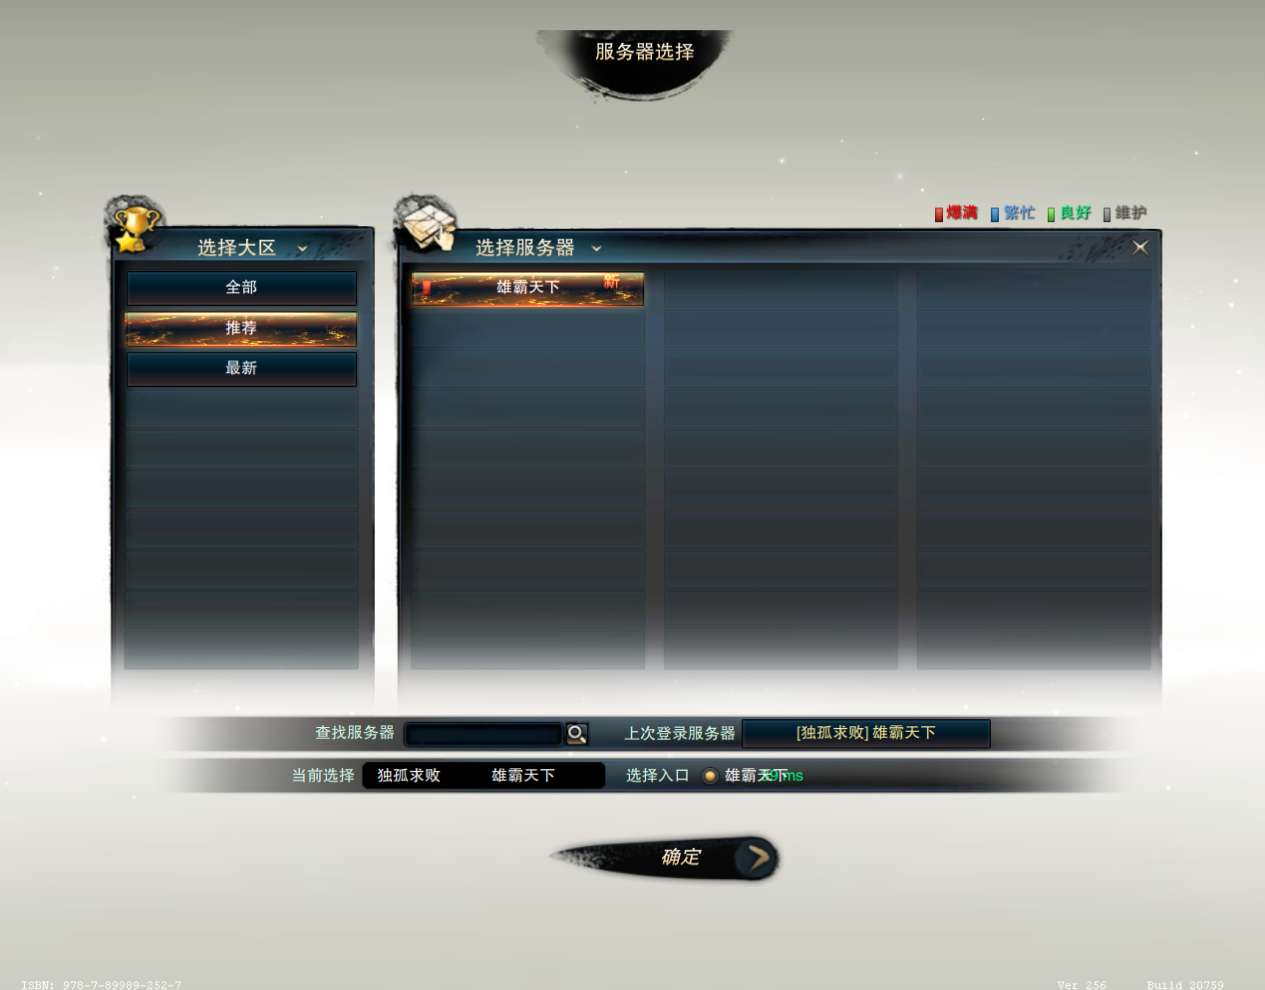 服务器选择
爆满 繁忙 良好 维护
选择大区
选择服务器
全部
推荐
最新
雄霸天下 新
查找服务器
上次登录服务器 [独孤求败] 雄霸天下
当前选择 独孤求败 雄霸天下
选择入口 雄霸天下 ms
确定
ISBN: 978-7-89989-252-7
Ver 256 Build 20759